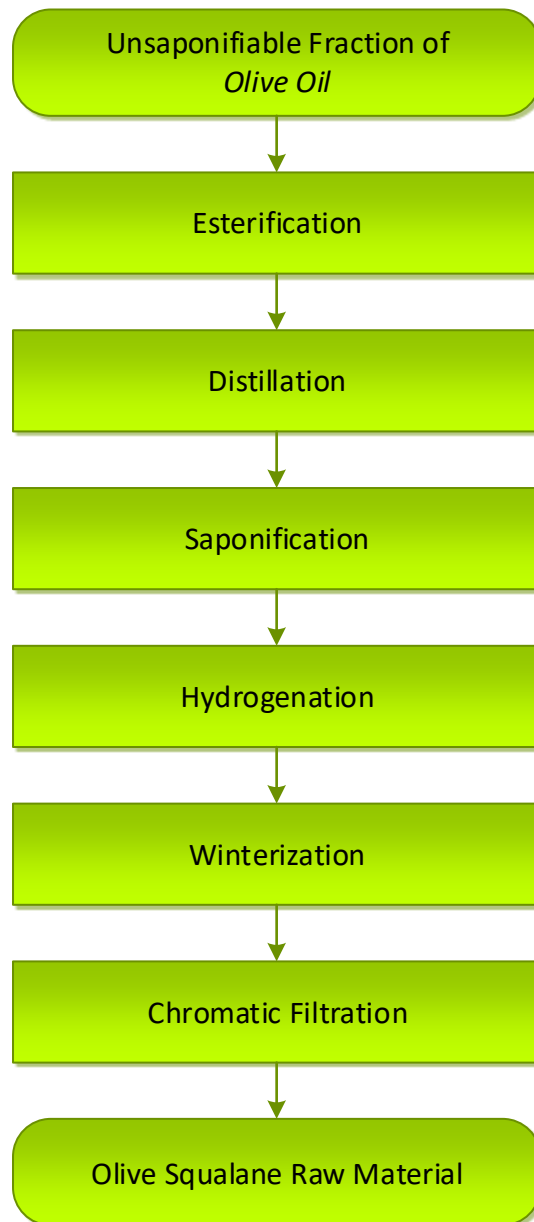 Unsaponifiable Fraction of
Olive Oil
Esterification
Distillation
Saponification
Hydrogenation
Winterization
Chromatic Filtration
Olive Squalane Raw Material